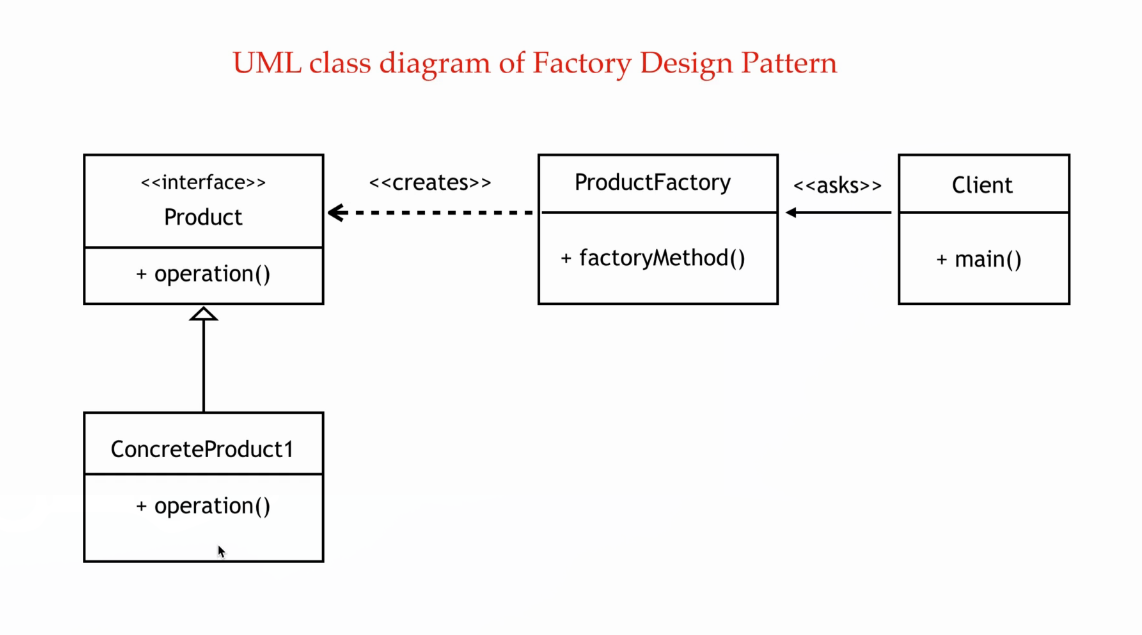 UML class diagram of Factory Design Pattern
<<interface>>
Product
+ operation()
<<creates>>
ProductFactory
+ factoryMethod()
<<asks>>
Client
+ main()
ConcreteProduct1
+ operation()